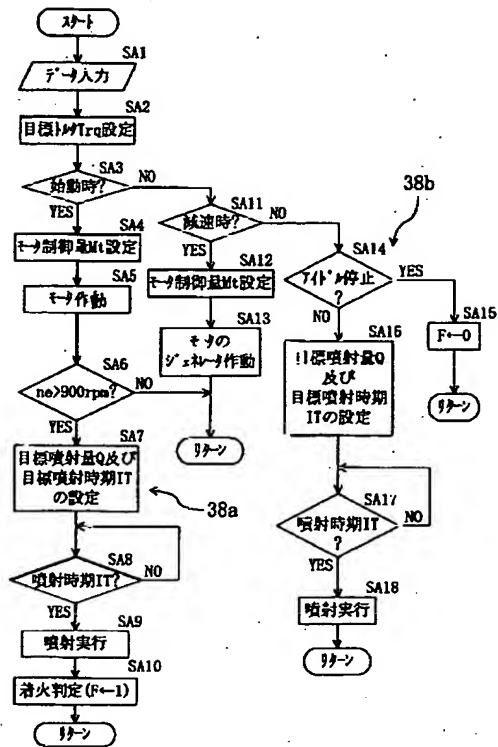 スタート
SA1
データ入力
SA2
目標トルクTrq設定
SA3
始動時?
NO
YES
SA4
モータ制御量Mt設定
SA5
モータ作動
SA6
ne>900rpm?
NO
YES
SA7
目標噴射量Q及び
目標噴射時期IT
の設定
38a
SA8
噴射時期IT?
NO
YES
SA9
噴射実行
SA10
着火判定(F←1)
リターン
SA11
減速時?
NO
YES
SA12
モータ制御量Mt設定
SA13
モータの
ジェネレータ作動
リターン
38b
SA14
アイドル停止
?
YES
NO
SA15
F←0
リターン
SA16
目標噴射量Q
及び
目標噴射時期
ITの設定
SA17
噴射時期IT
?
NO
YES
SA18
噴射実行
リターン